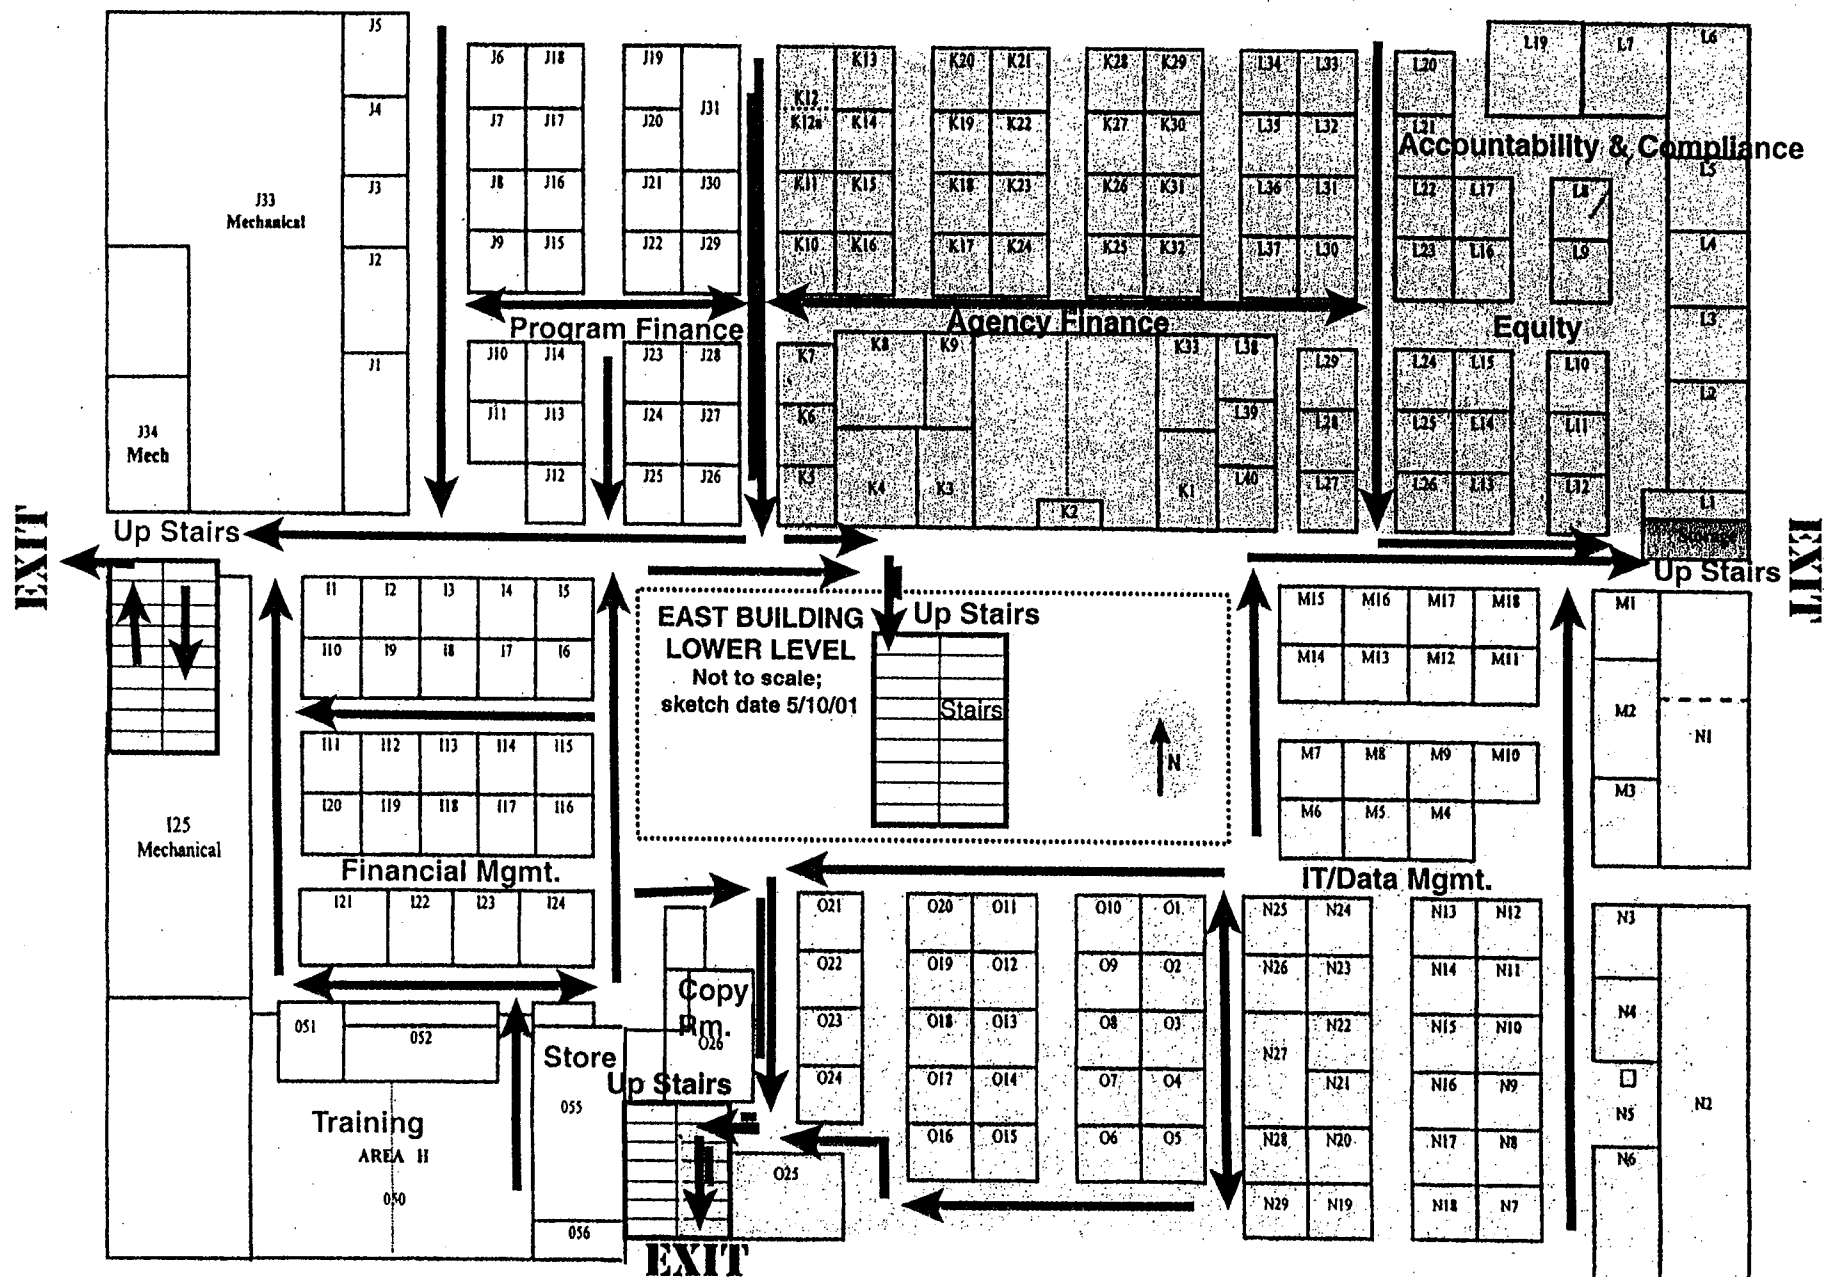 J5
J4
J3
J2
J1
J33
Mechanical
J34
Mech
J6 J18
J7 J17
J8 J16
J9 J15
J19 J31
J20
J21 J30
J22 J29
Program Finance
J10 J14
J11 J13
J12
J23 J28
J24 J27
J25 J26
K12 K13
K12a K14
K11 K15
K10 K16
K20 K21
K19 K22
K18 K23
K17 K24
K28 K29
K27 K30
K26 K31
K25 K32
L34 L33
L35 L32
L36 L31
L37 L30
Agency Finance
K7 K8 K9 K33 L38
K6 L39
K5 K4 K3 K2 K1 L40
L29
L28
L27
L20
L21
L22 L17
L23 L16
L19 L7 L6
Accountability & Compliance
L5
L8
L9
L4
L3
L2
L1
Equity
L24 L15
L25 L14
L26 L13
L10
L11
L12
Storage
Up Stairs
EXIT
Up Stairs
EXIT
I1 I2 I3 I4 I5
I10 I9 I8 I7 I6
I11 I12 I13 I14 I15
I20 I19 I18 I17 I16
Financial Mgmt.
I21 I22 I23 I24
I25
Mechanical
EAST BUILDING
LOWER LEVEL
Not to scale;
sketch date 5/10/01
Up Stairs
Stairs
N
M15 M16 M17 M18
M14 M13 M12 M11
M7 M8 M9 M10
M6 M5 M4
IT/Data Mgmt.
M1
M2
M3
N1
O21
O22
O23
O24
O20 O11
O19 O12
O18 O13
O17 O14
O16 O15
O10 O1
O9 O2
O8 O3
O7 O4
O6 O5
N25 N24
N26 N23
N22
N27
N21
N28 N20
N29 N19
N13 N12
N14 N11
N15 N10
N16 N9
N17 N8
N18 N7
N3
N4
N5
N6
N2
051 052
Training
AREA H
050
Store
055
056
Copy
Rm.
O26
Up Stairs
O25
EXIT